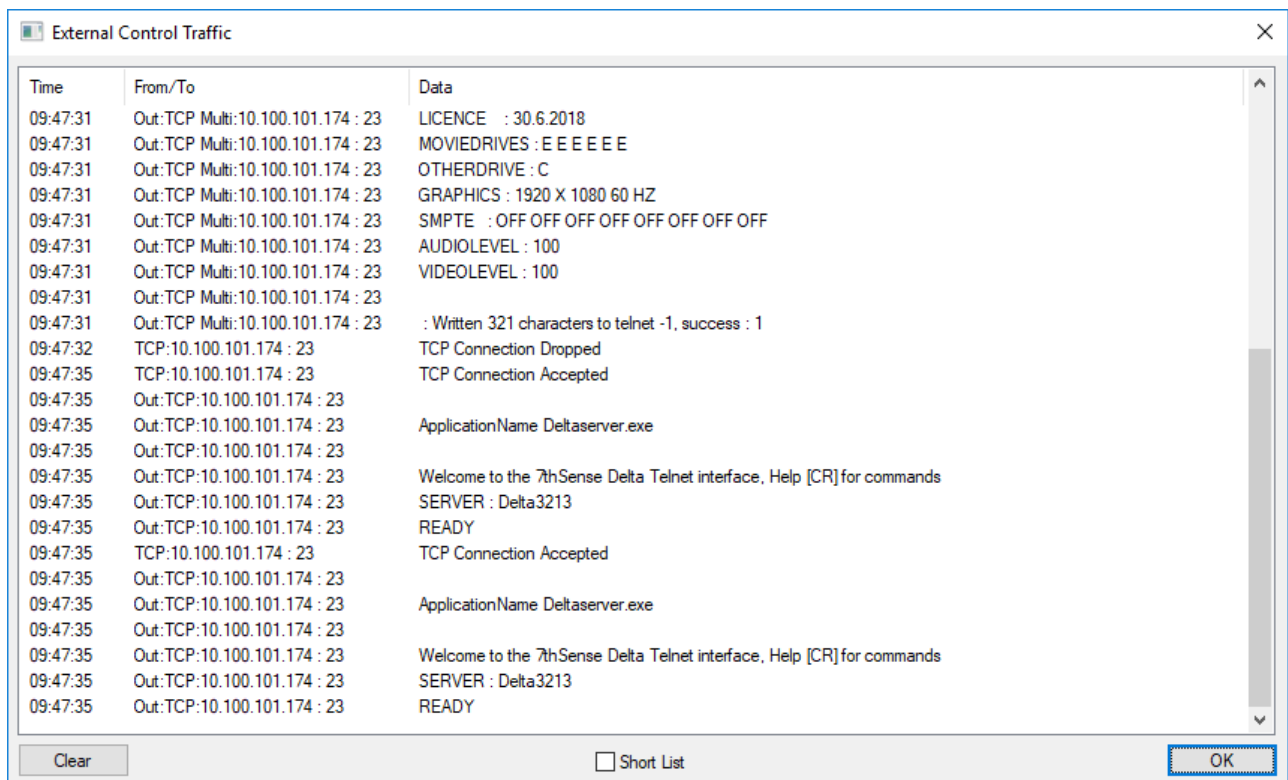 External Control Traffic
Time From/To Data
09:47:31 Out:TCP Multi:10.100.101.174 : 23 LICENCE : 30.6.2018
09:47:31 Out:TCP Multi:10.100.101.174 : 23 MOVIEDRIVES : E E E E E E
09:47:31 Out:TCP Multi:10.100.101.174 : 23 OTHERDRIVE : C
09:47:31 Out:TCP Multi:10.100.101.174 : 23 GRAPHICS : 1920 X 1080 60 HZ
09:47:31 Out:TCP Multi:10.100.101.174 : 23 SMPTE : OFF OFF OFF OFF OFF OFF OFF OFF
09:47:31 Out:TCP Multi:10.100.101.174 : 23 AUDIOLEVEL : 100
09:47:31 Out:TCP Multi:10.100.101.174 : 23 VIDEOLEVEL : 100
09:47:31 Out:TCP Multi:10.100.101.174 : 23
09:47:31 Out:TCP Multi:10.100.101.174 : 23 : Written 321 characters to telnet -1, success : 1
09:47:32 TCP:10.100.101.174 : 23 TCP Connection Dropped
09:47:35 TCP:10.100.101.174 : 23 TCP Connection Accepted
09:47:35 Out:TCP:10.100.101.174 : 23
09:47:35 Out:TCP:10.100.101.174 : 23 ApplicationName Deltaserver.exe
09:47:35 Out:TCP:10.100.101.174 : 23
09:47:35 Out:TCP:10.100.101.174 : 23 Welcome to the 7thSense Delta Telnet interface, Help [CR] for commands
09:47:35 Out:TCP:10.100.101.174 : 23 SERVER : Delta3213
09:47:35 Out:TCP:10.100.101.174 : 23 READY
09:47:35 TCP:10.100.101.174 : 23 TCP Connection Accepted
09:47:35 Out:TCP:10.100.101.174 : 23
09:47:35 Out:TCP:10.100.101.174 : 23 ApplicationName Deltaserver.exe
09:47:35 Out:TCP:10.100.101.174 : 23
09:47:35 Out:TCP:10.100.101.174 : 23 Welcome to the 7thSense Delta Telnet interface, Help [CR] for commands
09:47:35 Out:TCP:10.100.101.174 : 23 SERVER : Delta3213
09:47:35 Out:TCP:10.100.101.174 : 23 READY
Clear Short List OK